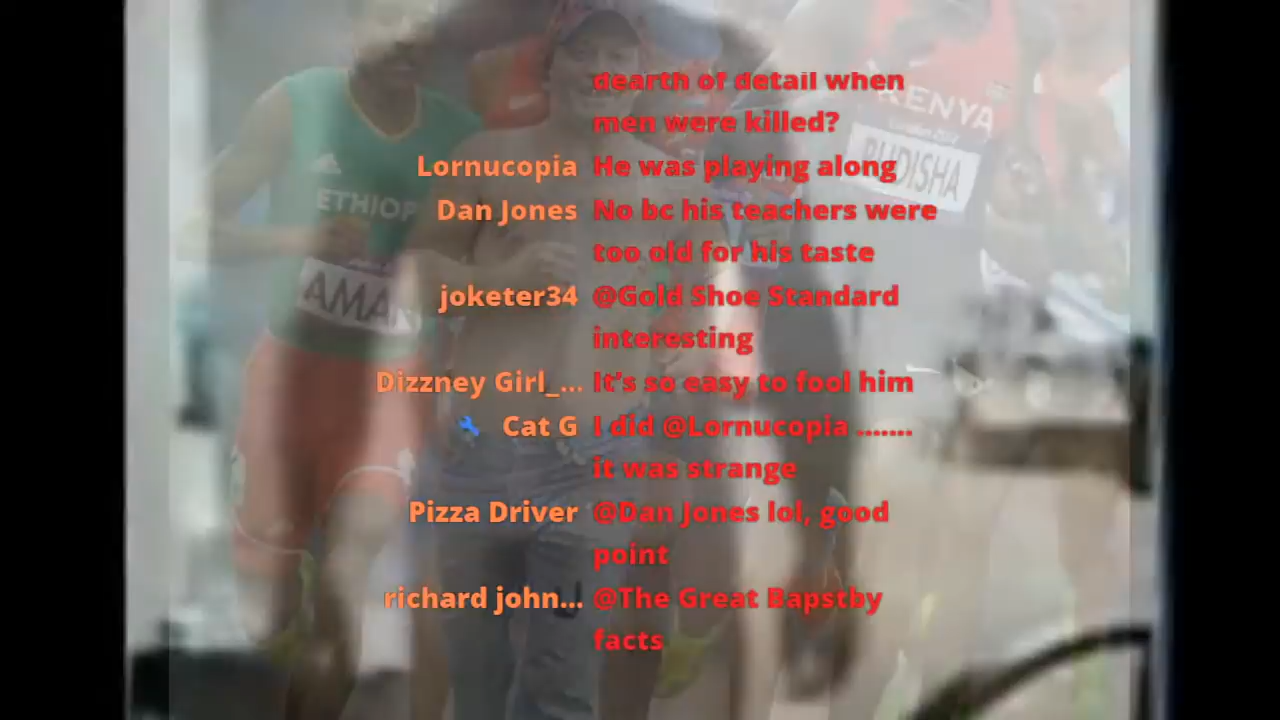 dearth of detail when
men were killed?
Lornucopia He was playing along
Dan Jones No bc his teachers were
too old for his taste
joketer34 @Gold Shoe Standard
interesting
Dizzney Girl_... It's so easy to fool him
Cat G I did @Lornucopia .......
it was strange
Pizza Driver @Dan Jones lol, good
point
richard john... @The Great Bapstby
facts
KENYA
London 2012
RUDISHA
ETHIOP
AMA